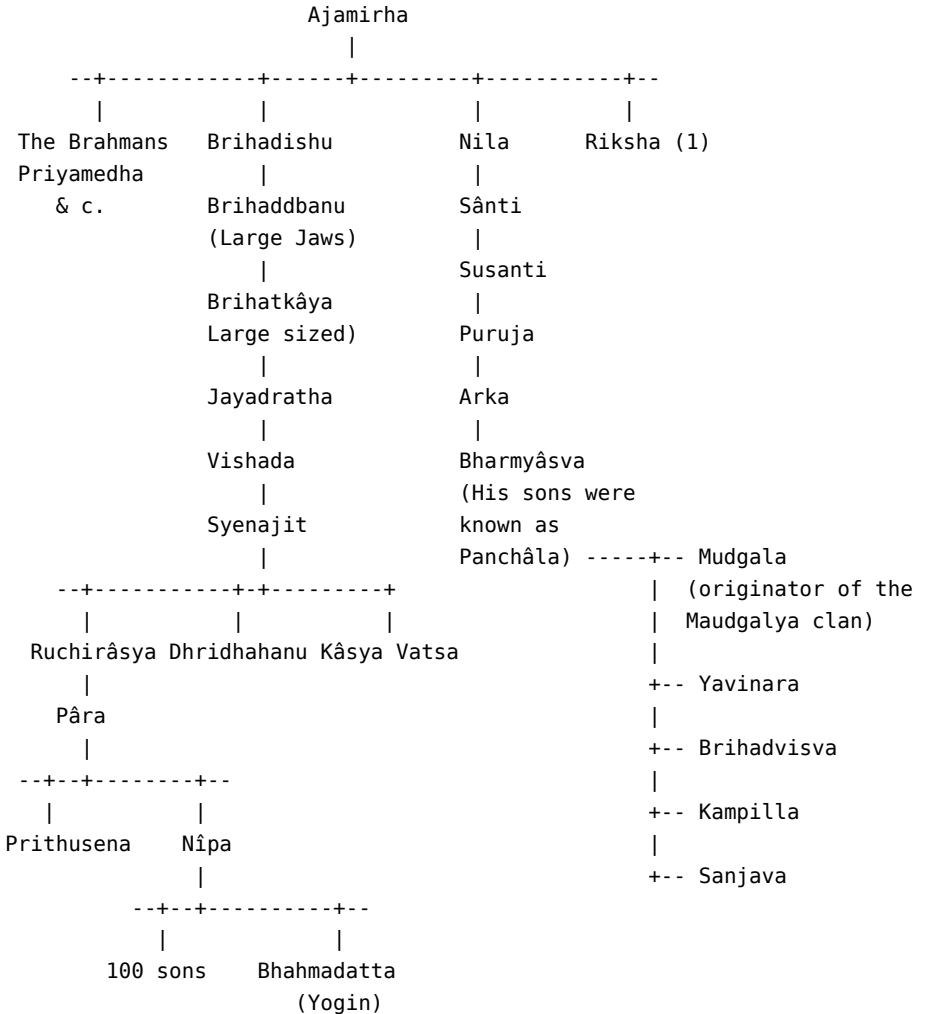 Ajamirha
|
--+------------+------+---------+-----------+--
| | | |
The Brahmans Brihadishu Nila Riksha (1)
Priyamedha | |
& c. Brihaddbanu Sânti
(Large Jaws) |
| Susanti
Brihatkâya |
Large sized) Puruja
| |
Jayadratha Arka
| |
Vishada Bharmyâsva
| (His sons were
Syenajit known as
| Panchâla) -----+-- Mudgala
--+-----------+-+---------+ | (originator of the
| | | | Maudgalya clan)
Ruchirâsya Dhridhahanu Kâsya Vatsa |
| +-- Yavinara
Pâra |
| +-- Brihadvisva
--+--+--------+-- |
| | +-- Kampilla
Prithusena Nîpa |
| +-- Sanjava
--+--+----------+--
| |
100 sons Bhahmadatta
(Yogin)